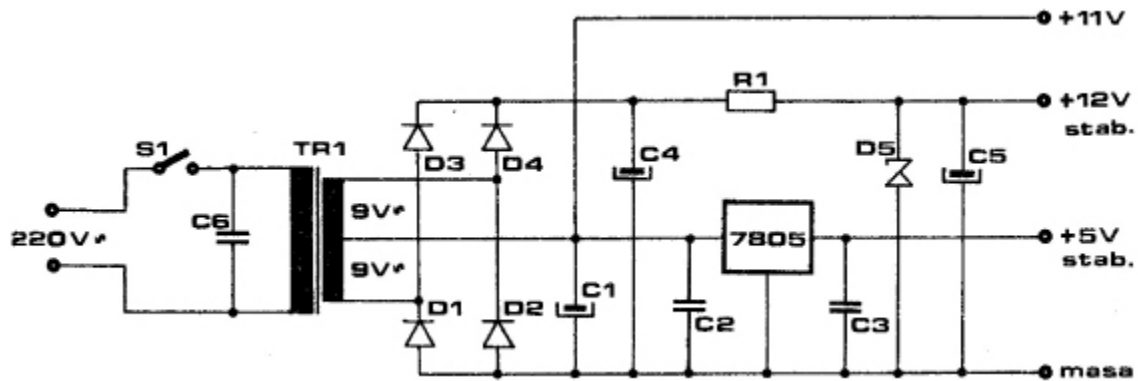 +11V
R1
+12V
stab.
S1
TR1
D3
D4
C4
D5
C5
9V~
C6
220V~
7805
+5V
stab.
9V~
D1
D2
C1
C2
C3
masa